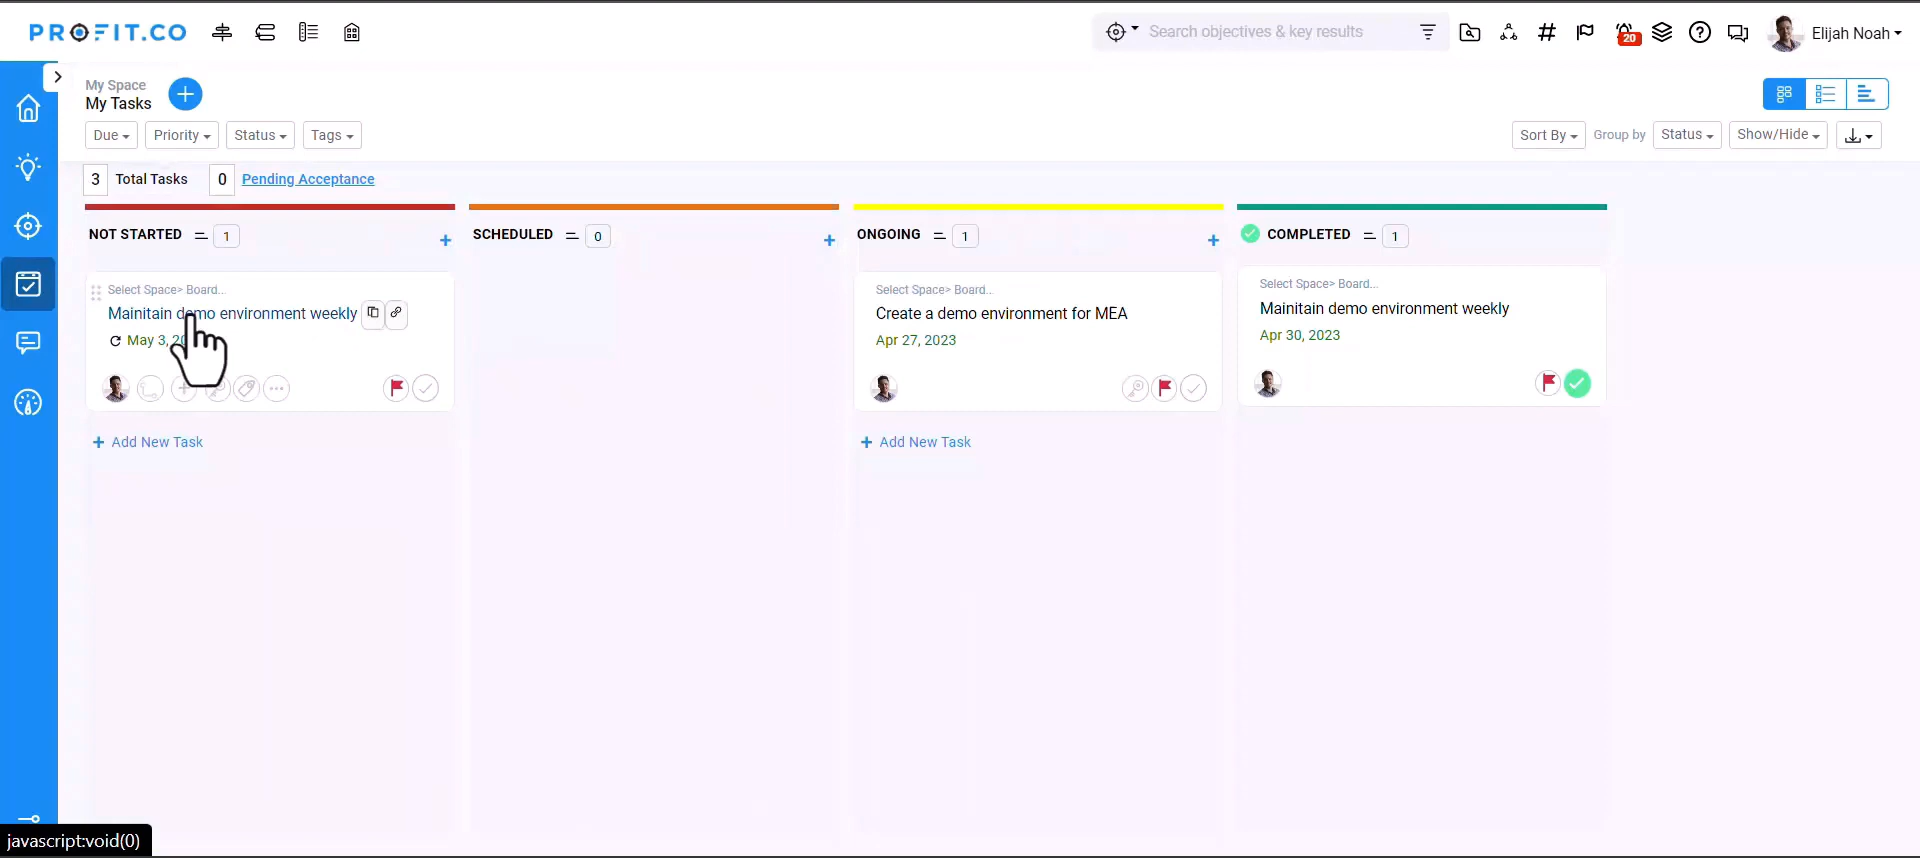 PROFIT.CO
Search objectives & key results
20
Elijah Noah
My Space
My Tasks
Due
Priority
Status
Tags
Sort By
Group by
Status
Show/Hide
3 Total Tasks
0 Pending Acceptance
NOT STARTED 1
SCHEDULED 0
ONGOING 1
COMPLETED 1
Select Space> Board...
Mainitain demo environment weekly
May 3, 
Select Space> Board...
Create a demo environment for MEA
Apr 27, 2023
Select Space> Board...
Mainitain demo environment weekly
Apr 30, 2023
+ Add New Task
+ Add New Task
javascript:void(0)